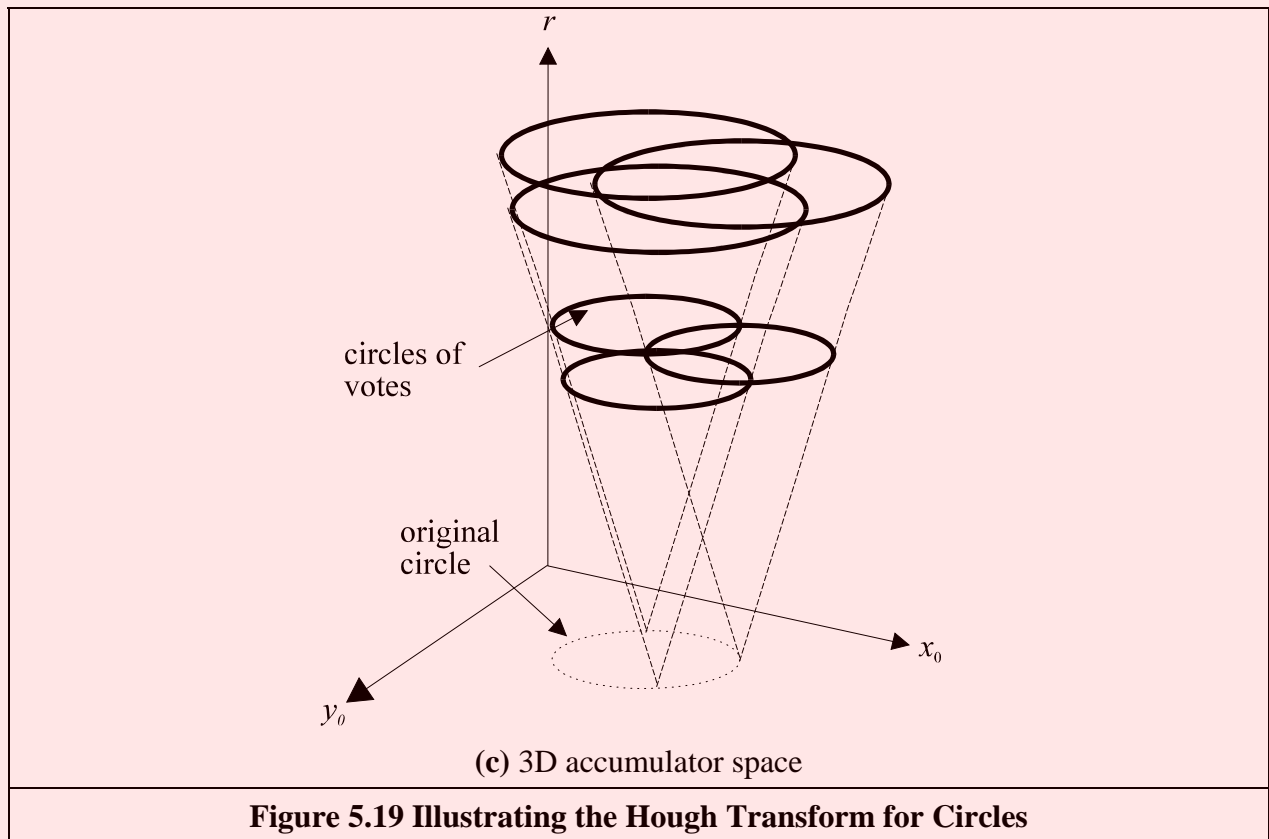 r
circles of
votes
original
circle
x₀
y₀
(c) 3D accumulator space
Figure 5.19 Illustrating the Hough Transform for Circles